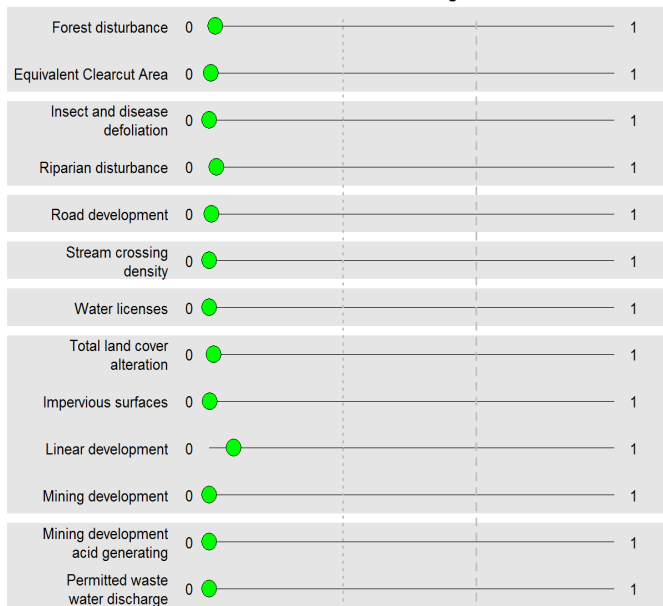 Forest disturbance 0 1
Equivalent Clearcut Area 0 1
Insect and disease
defoliation 0 1
Riparian disturbance 0 1
Road development 0 1
Stream crossing
density 0 1
Water licenses 0 1
Total land cover
alteration 0 1
Impervious surfaces 0 1
Linear development 0 1
Mining development 0 1
Mining development
acid generating 0 1
Permitted waste
water discharge 0 1